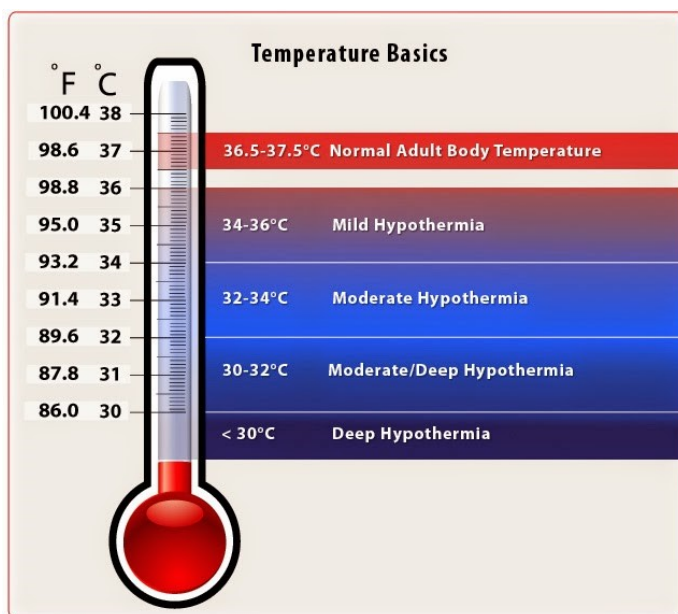 Temperature Basics
°F °C
100.4 38
98.6 37
98.8 36
95.0 35
93.2 34
91.4 33
89.6 32
87.8 31
86.0 30
36.5-37.5°C Normal Adult Body Temperature
34-36°C Mild Hypothermia
32-34°C Moderate Hypothermia
30-32°C Moderate/Deep Hypothermia
< 30°C Deep Hypothermia